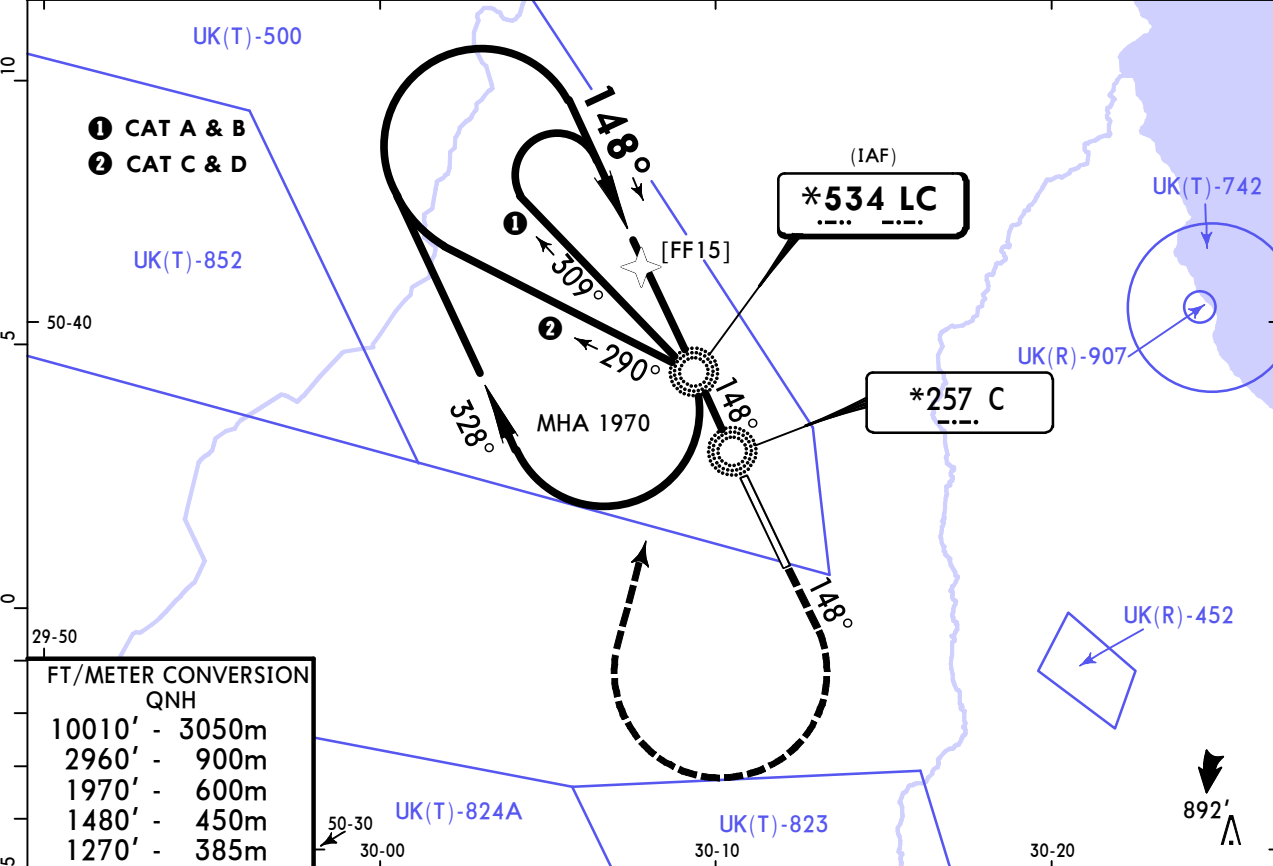 UK(T)-500
10
148°
❶ CAT A & B
❷ CAT C & D
(IAF)
*534 LC
UK(T)-742
❶
[FF15]
UK(T)-852
309°
50-40
5
❷
290°
UK(R)-907
148°
*257 C
MHA 1970
328°
0
148°
UK(R)-452
29-50
FT/METER CONVERSION
QNH
10010' - 3050m
2960' - 900m
1970' - 600m
1480' - 450m
1270' - 385m
UK(T)-824A
UK(T)-823
892'
50-30
5
30-00
30-10
30-20